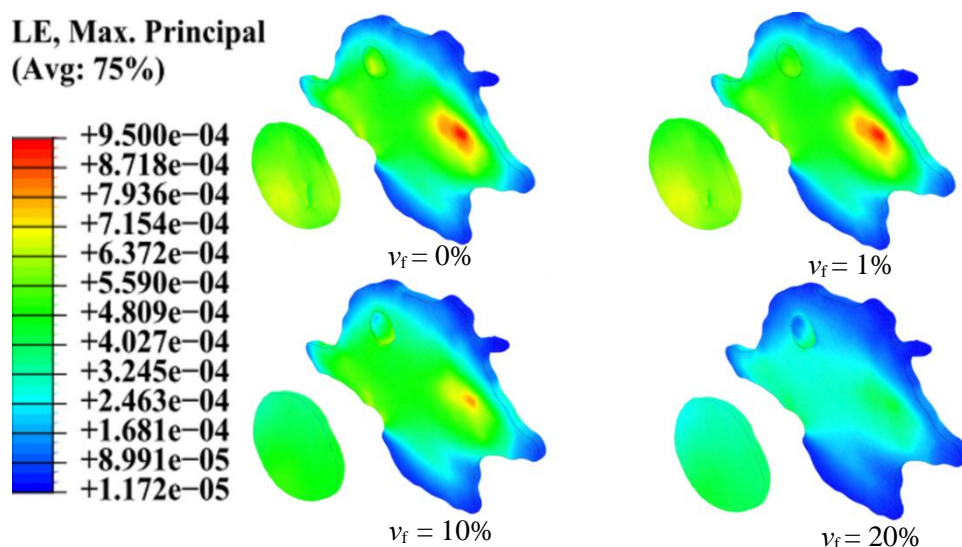 LE, Max. Principal
(Avg: 75%)
+9.500e−04
+8.718e−04
+7.936e−04
+7.154e−04
+6.372e−04
+5.590e−04
+4.809e−04
+4.027e−04
+3.245e−04
+2.463e−04
+1.681e−04
+8.991e−05
+1.172e−05
vf = 0%
vf = 1%
vf = 10%
vf = 20%